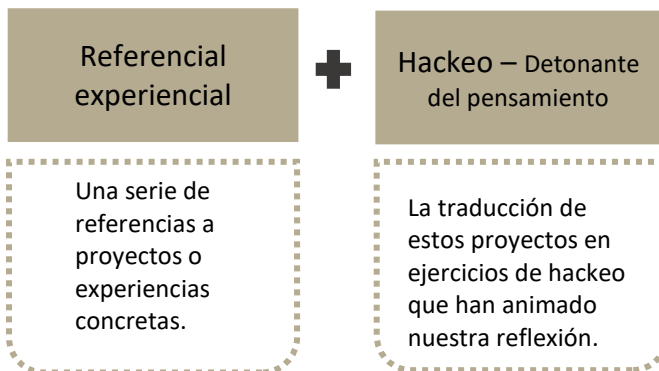 Referencial
experiencial
Hackeo – Detonante
del pensamiento
Una serie de
referencias a
proyectos o
experiencias
concretas.
La traducción de
estos proyectos en
ejercicios de hackeo
que han animado
nuestra reflexión.